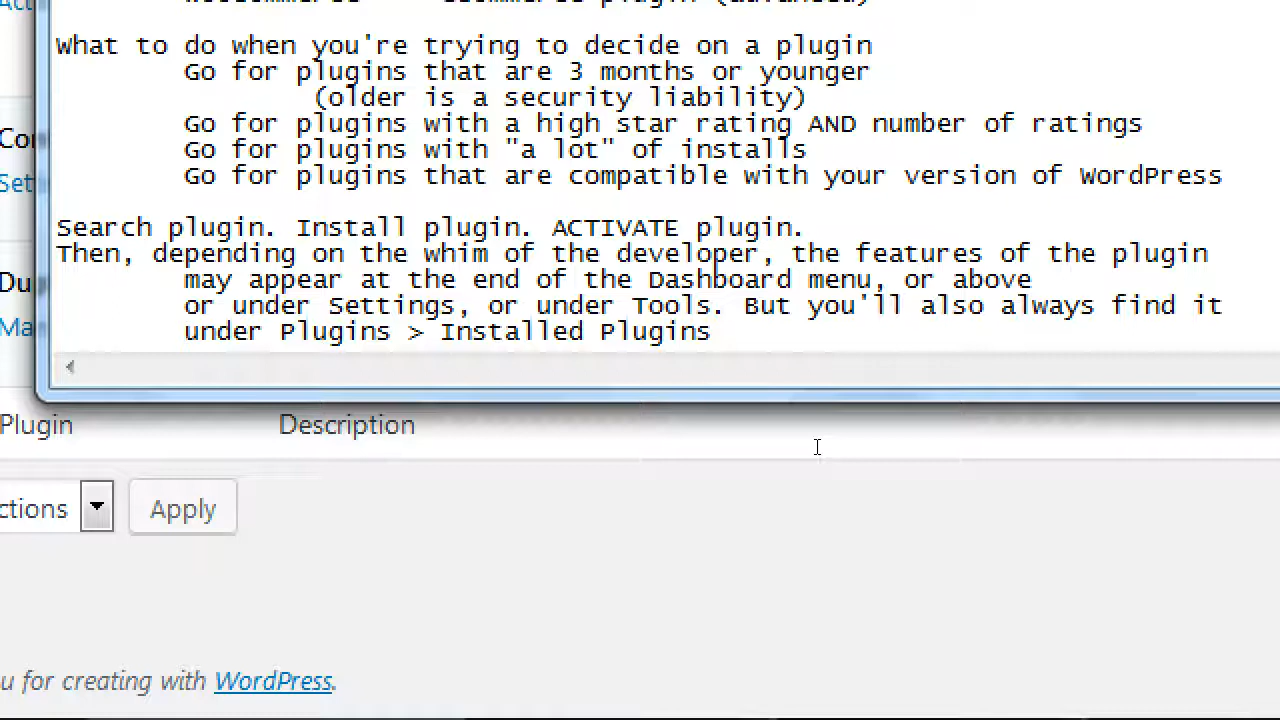 What to do when you're trying to decide on a plugin
Go for plugins that are 3 months or younger
(older is a security liability)
Go for plugins with a high star rating AND number of ratings
Go for plugins with "a lot" of installs
Go for plugins that are compatible with your version of WordPress
Search plugin. Install plugin. ACTIVATE plugin.
Then, depending on the whim of the developer, the features of the plugin
may appear at the end of the Dashboard menu, or above
or under Settings, or under Tools. But you'll also always find it
under Plugins > Installed Plugins
Plugin Description
ctions Apply
u for creating with WordPress.